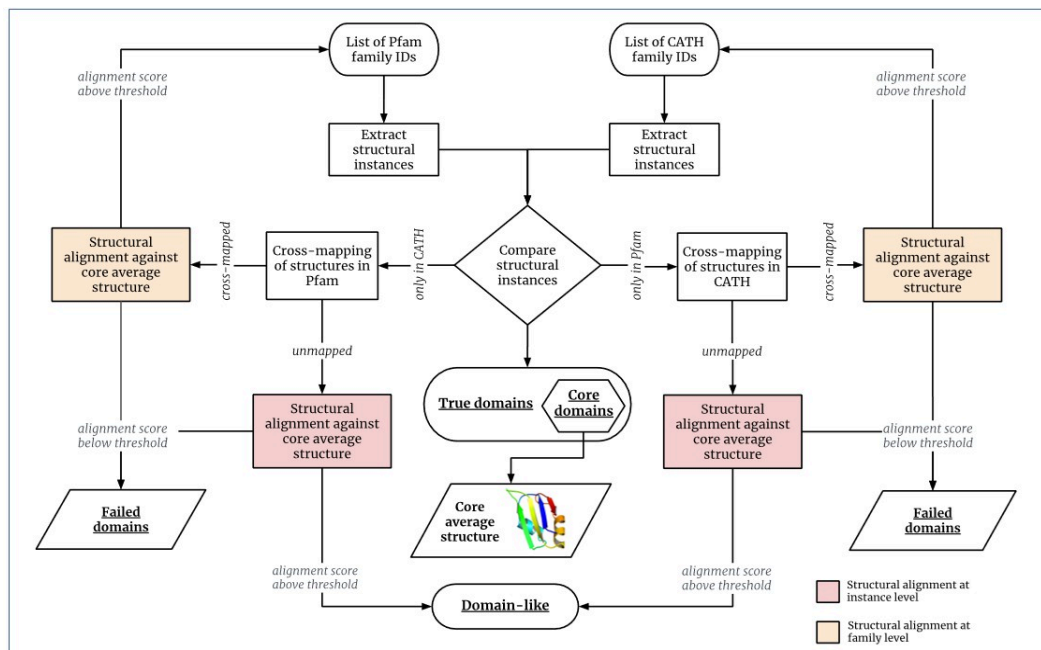 List of Pfam
family IDs
List of CATH
family IDs
alignment score
above threshold
alignment score
above threshold
Extract
structural
instances
Extract
structural
instances
Structural
alignment against
core average
structure
cross-mapped
Cross-mapping
of structures in
Pfam
only in CATH
Compare
structural
instances
only in Pfam
Cross-mapping
of structures in
CATH
cross-mapped
Structural
alignment against
core average
structure
unmapped
unmapped
True domains
Core
domains
Structural
alignment against
core average
structure
Structural
alignment against
core average
structure
alignment score
below threshold
alignment score
below threshold
Failed
domains
Core
average
structure
Failed
domains
alignment score
above threshold
alignment score
above threshold
Domain-like
Structural alignment at
instance level
Structural alignment at
family level